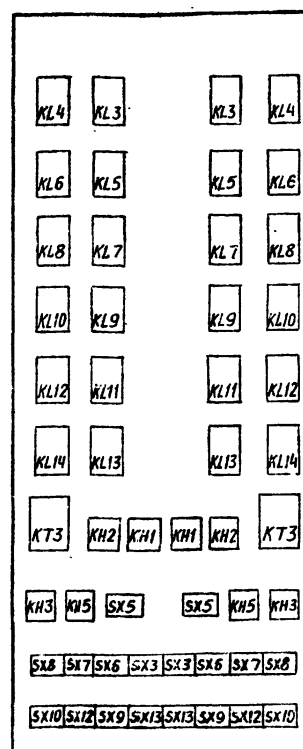 KL4 KL3 KL3 KL4
KL6 KL5 KL5 KL6
KL8 KL7 KL7 KL8
KL10 KL9 KL9 KL10
KL12 KL11 KL11 KL12
KL14 KL13 KL13 KL14
KT3 KH2 KH1 KH1 KH2 KT3
KH3 KH5 SX5 SX5 KH5 KH3
SX8 SX7 SX6 SX3 SX3 SX6 SX7 SX8
SX10 SX12 SX9 SX13 SX13 SX9 SX12 SX10